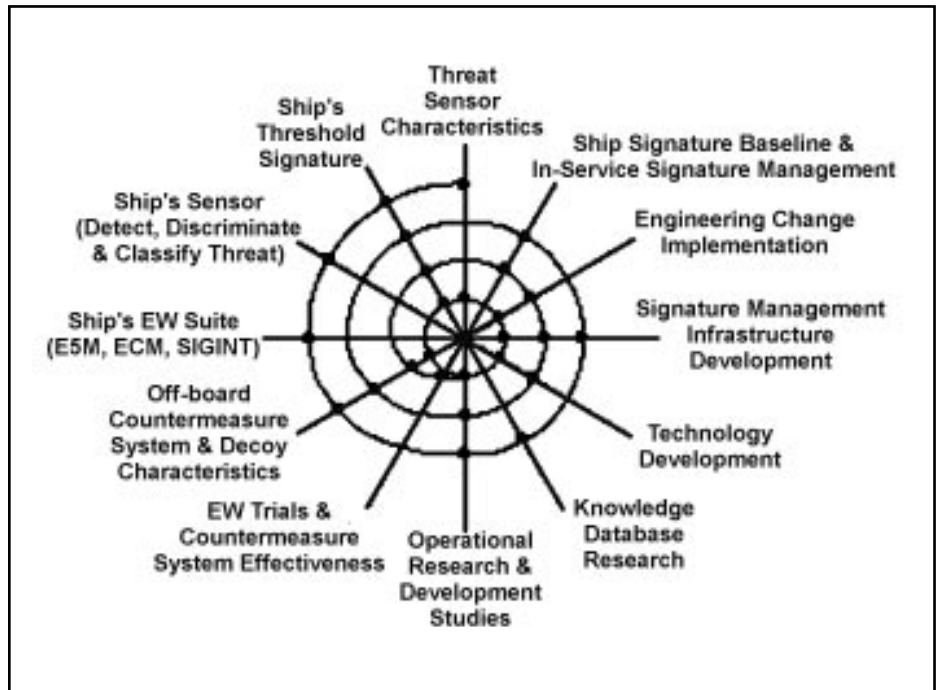 Threat
Sensor
Characteristics
Ship Signature Baseline &
In-Service Signature Management
Engineering Change
Implementation
Signature Management
Infrastructure
Development
Technology
Development
Knowledge
Database
Research
Operational
Research &
Development
Studies
EW Trials &
Countermeasure
System Effectiveness
Off-board
Countermeasure
System & Decoy
Characteristics
Ship's EW Suite
(E5M, ECM, SIGINT)
Ship's Sensor
(Detect, Discriminate
& Classify Threat)
Ship's
Threshold
Signature